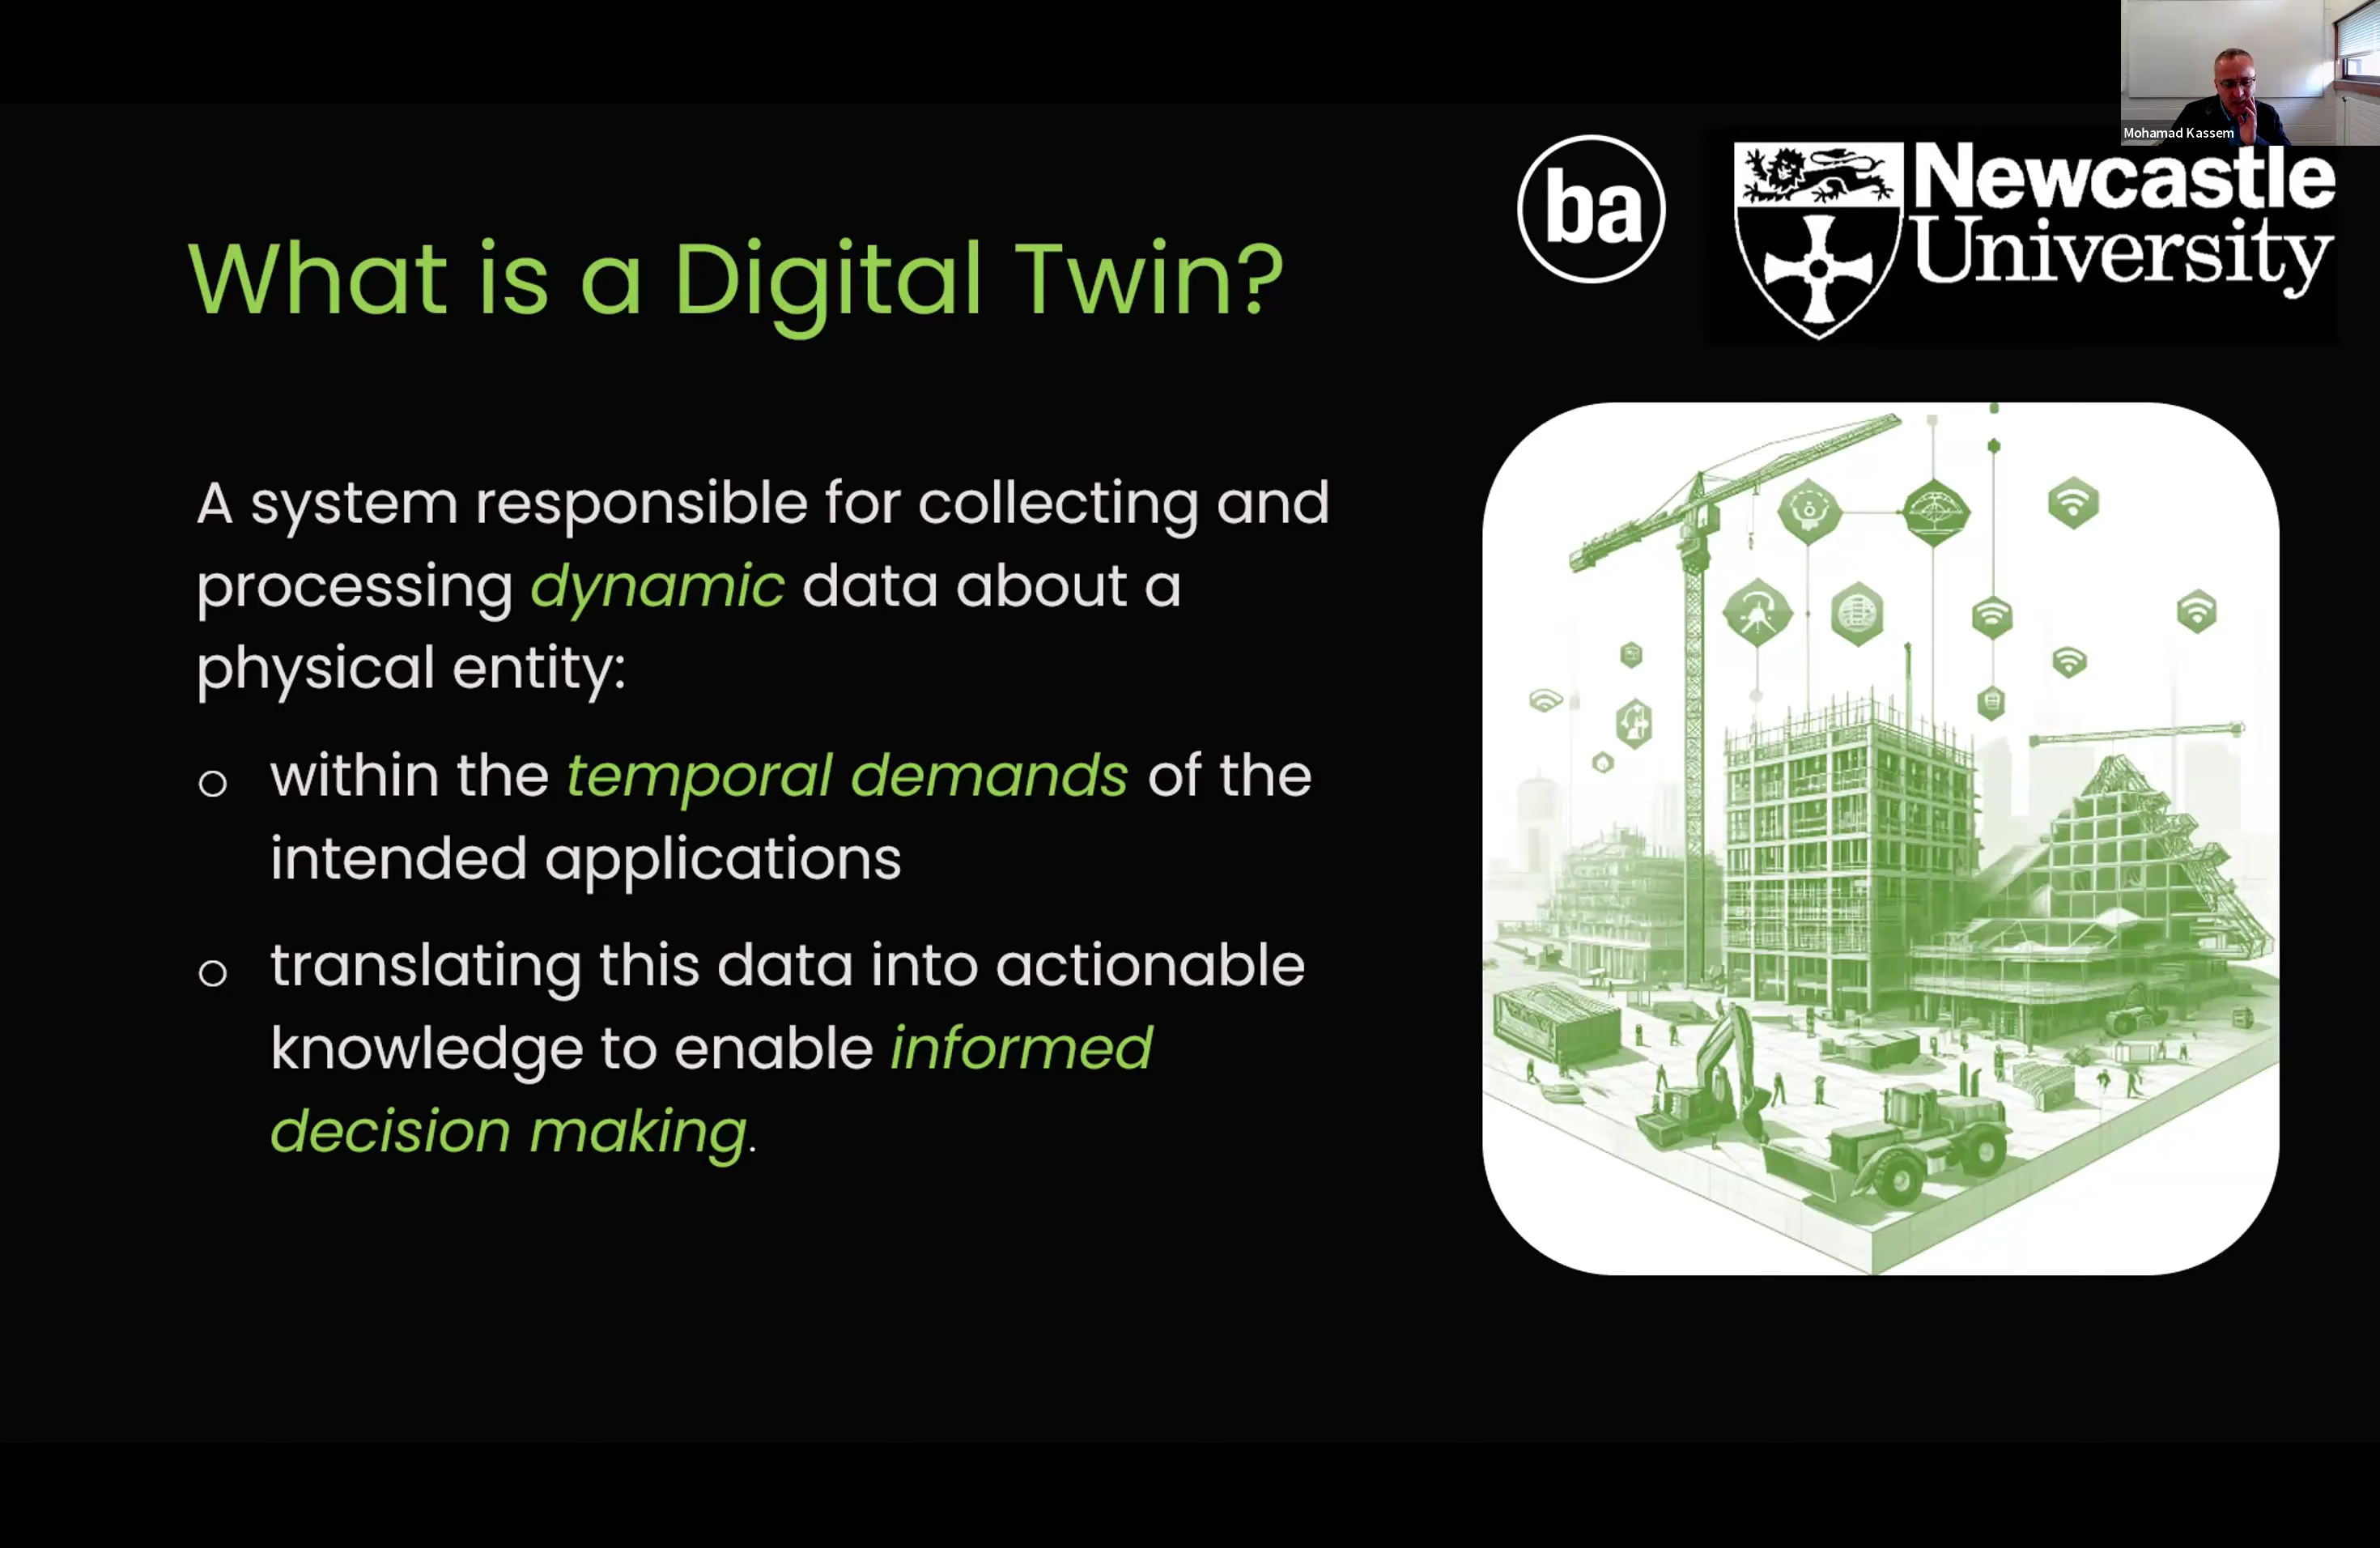 Mohamad Kassem
ba
Newcastle
University
What is a Digital Twin?
A system responsible for collecting and
processing dynamic data about a
physical entity:
o within the temporal demands of the
intended applications
o translating this data into actionable
knowledge to enable informed
decision making.